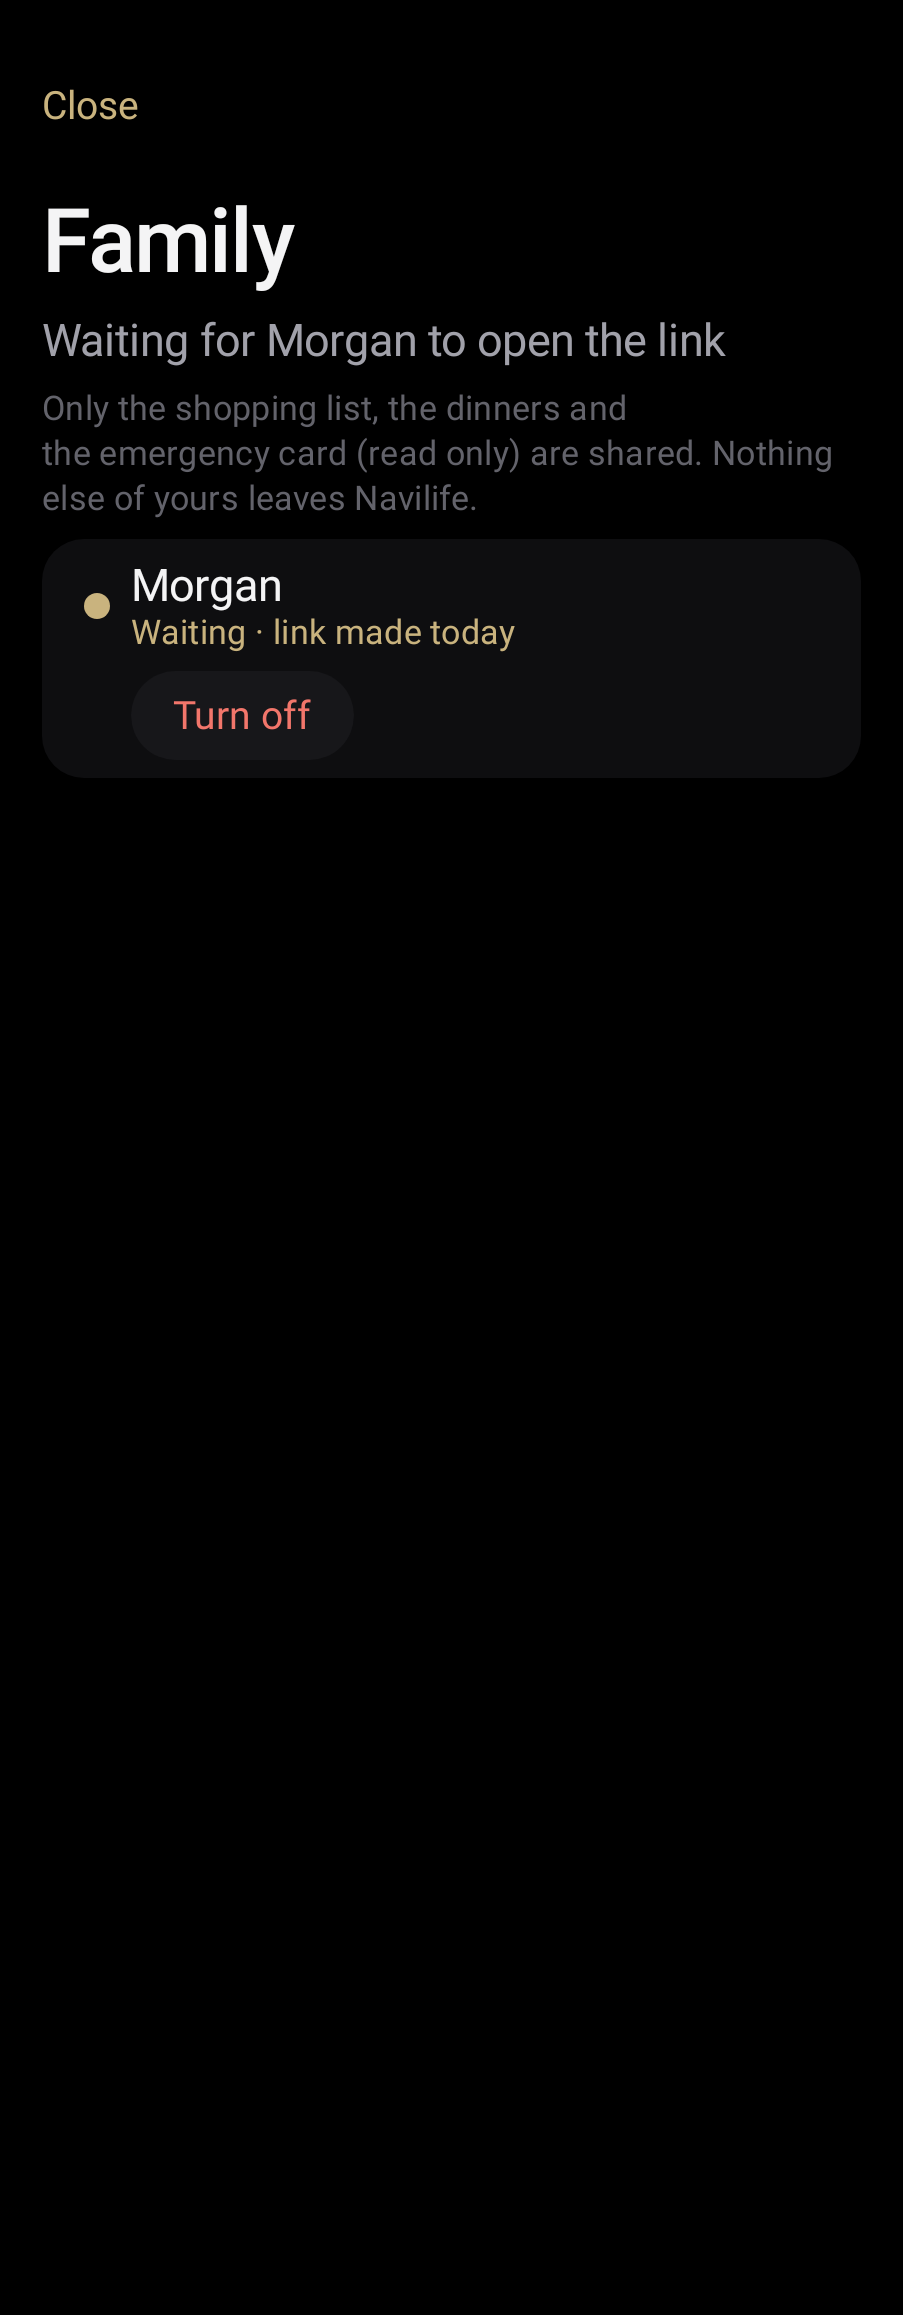 Close
Family
Waiting for Morgan to open the link
Only the shopping list, the dinners and
the emergency card (read only) are shared. Nothing
else of yours leaves Navilife.
Morgan
Waiting · link made today
Turn off